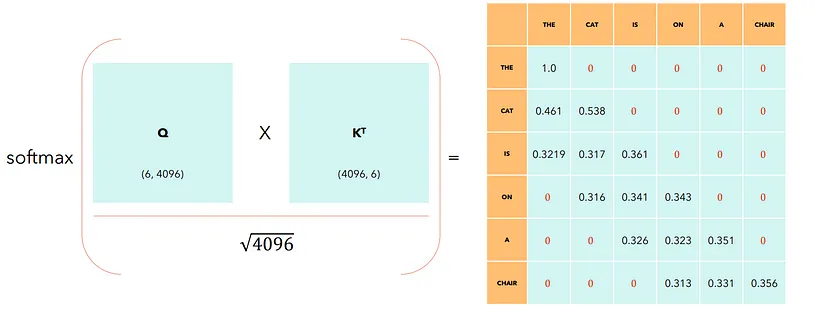 softmax
Q
(6, 4096)
X
Kᵀ
(4096, 6)
√4096
=
THE CAT IS ON A CHAIR
THE 1.0 0 0 0 0 0
CAT 0.461 0.538 0 0 0 0
IS 0.3219 0.317 0.361 0 0 0
ON 0 0.316 0.341 0.343 0 0
A 0 0 0.326 0.323 0.351 0
CHAIR 0 0 0 0.313 0.331 0.356